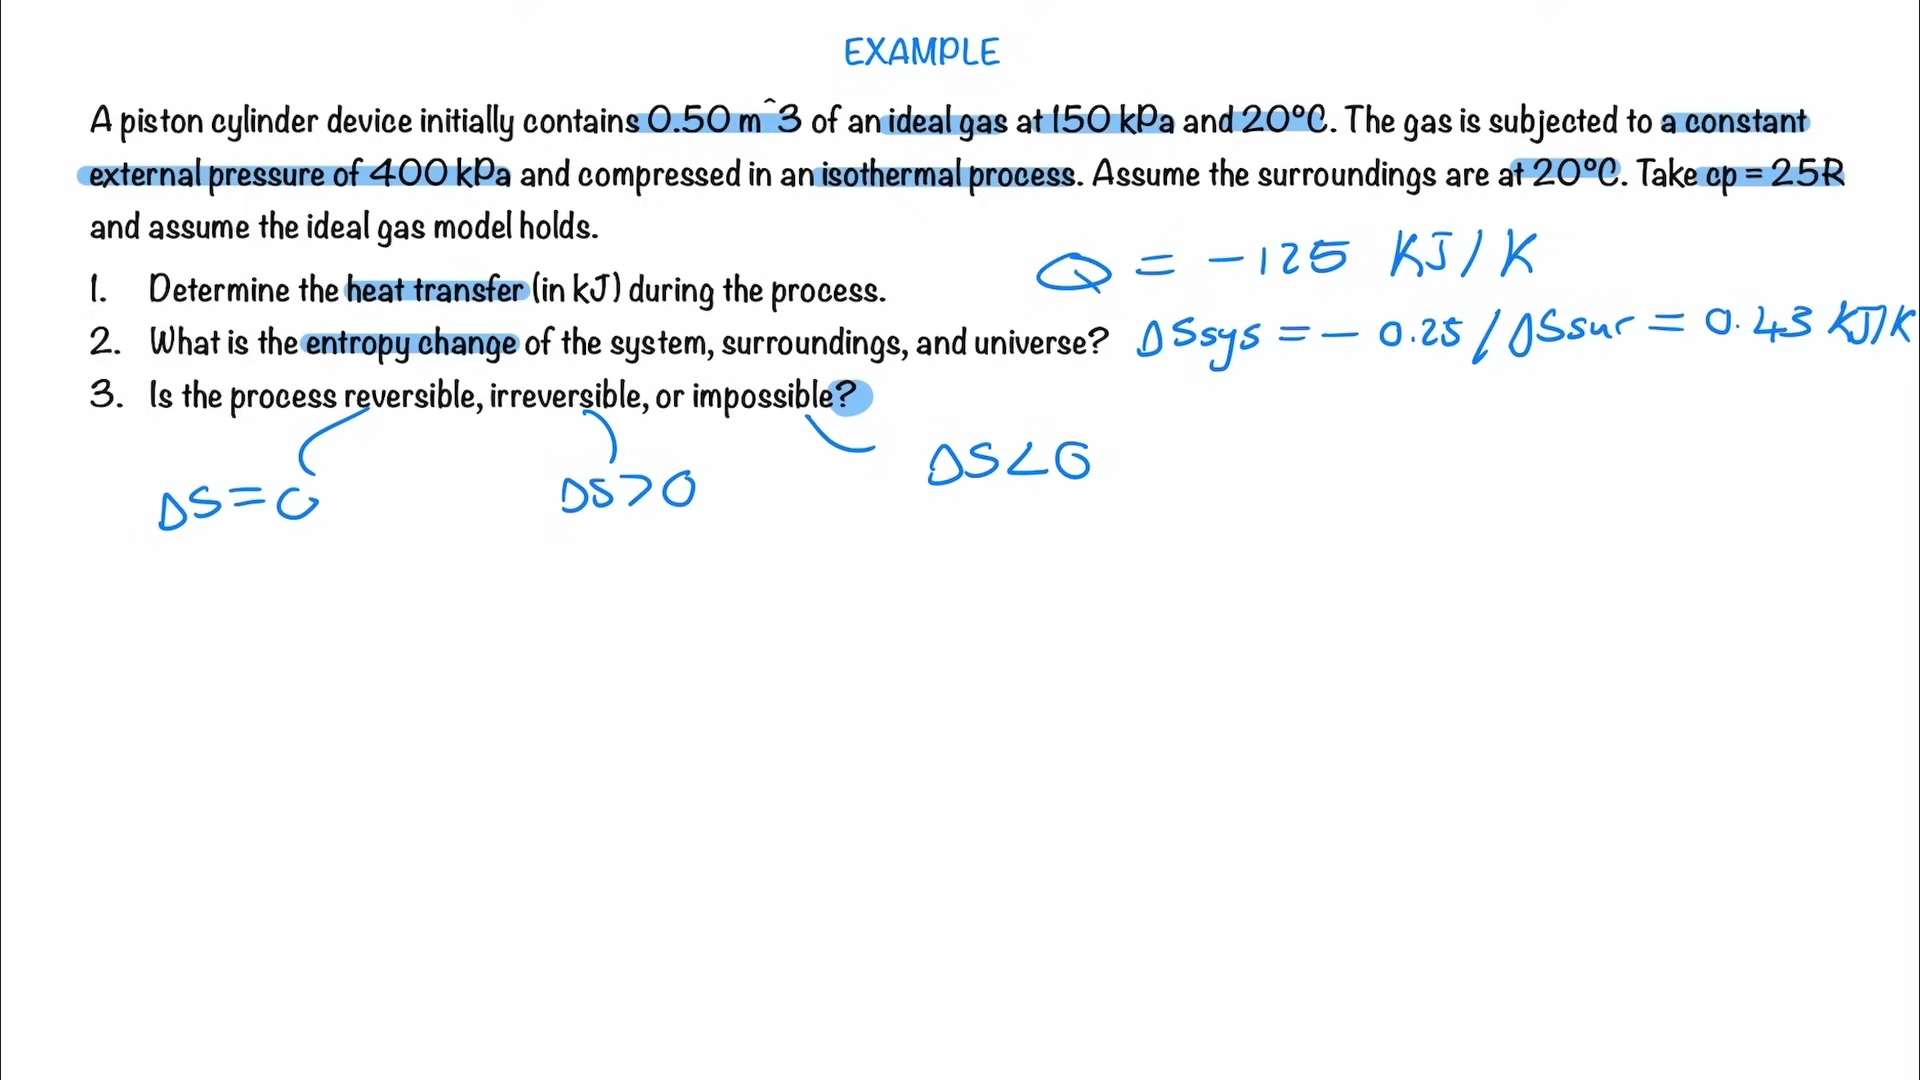 EXAMPLE
A piston cylinder device initially contains 0.50 m^3 of an ideal gas at 150 kPa and 20°C. The gas is subjected to a constant
external pressure of 400 kPa and compressed in an isothermal process. Assume the surroundings are at 20°C. Take cp = 25R
and assume the ideal gas model holds.
Q = -125 KJ/K
1. Determine the heat transfer (in kJ) during the process.
2. What is the entropy change of the system, surroundings, and universe? ΔSsys = - 0.25 / ΔSsur = 0.43 KJ/K
3. Is the process reversible, irreversible, or impossible?
ΔS=0 ΔS>0 ΔS<0